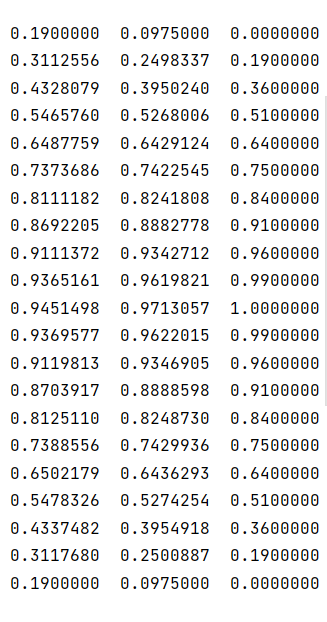 0.1900000 0.0975000 0.0000000
0.3112556 0.2498337 0.1900000
0.4328079 0.3950240 0.3600000
0.5465760 0.5268006 0.5100000
0.6487759 0.6429124 0.6400000
0.7373686 0.7422545 0.7500000
0.8111182 0.8241808 0.8400000
0.8692205 0.8882778 0.9100000
0.9111372 0.9342712 0.9600000
0.9365161 0.9619821 0.9900000
0.9451498 0.9713057 1.0000000
0.9369577 0.9622015 0.9900000
0.9119813 0.9346905 0.9600000
0.8703917 0.8888598 0.9100000
0.8125110 0.8248730 0.8400000
0.7388556 0.7429936 0.7500000
0.6502179 0.6436293 0.6400000
0.5478326 0.5274254 0.5100000
0.4337482 0.3954918 0.3600000
0.3117680 0.2500887 0.1900000
0.1900000 0.0975000 0.0000000